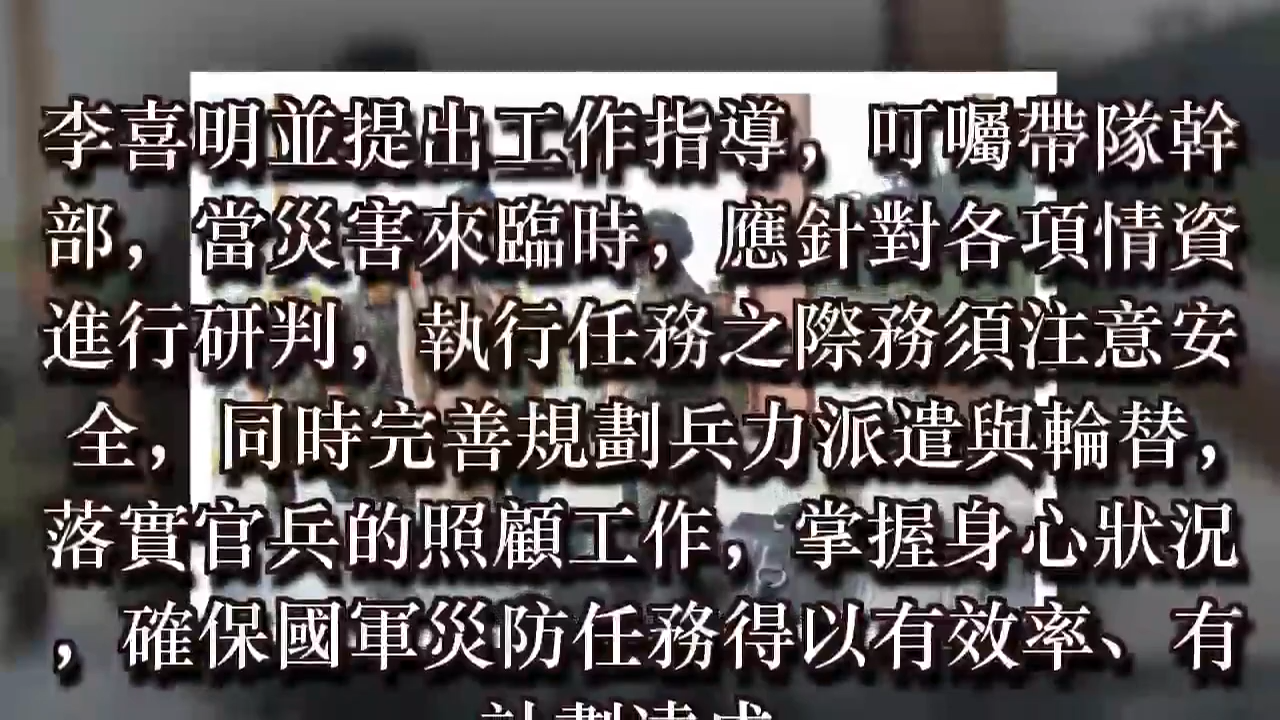 李喜明並提出工作指導，叮囑帶隊幹
部，當災害來臨時，應針對各項情資
進行研判，執行任務之際務須注意安
全，同時完善規劃兵力派遣與輪替，
落實官兵的照顧工作，掌握身心狀況
，確保國軍災防任務得以有效率、有
計劃達成